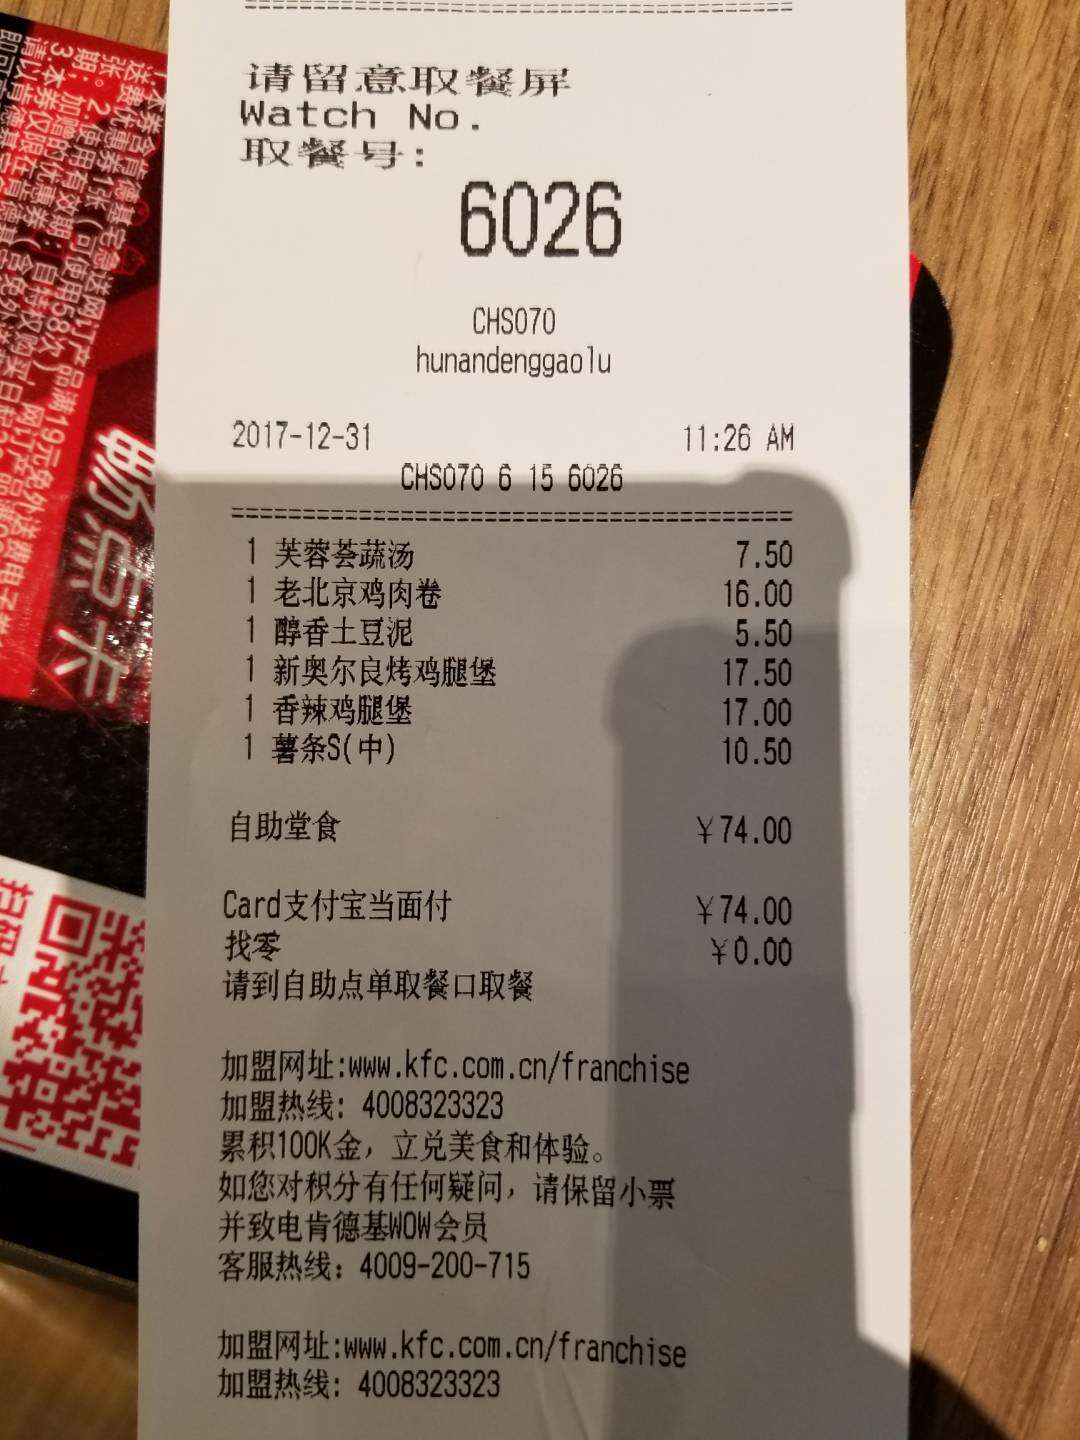 请留意取餐屏
Watch No.
取餐号:
6026
CHS070
hunandenggaolu
2017-12-31 11:26 AM
CHS070 6 15 6026
1 芙蓉荟蔬汤 7.50
1 老北京鸡肉卷 16.00
1 醇香土豆泥 5.50
1 新奥尔良烤鸡腿堡 17.50
1 香辣鸡腿堡 17.00
1 薯条S(中) 10.50
自助堂食 ¥74.00
Card支付宝当面付 ¥74.00
找零 ¥0.00
请到自助点单取餐口取餐
加盟网址:www.kfc.com.cn/franchise
加盟热线: 4008323323
累积100K金，立兑美食和体验。
如您对积分有任何疑问，请保留小票
并致电肯德基WOW会员
客服热线：4009-200-715
加盟网址:www.kfc.com.cn/franchise
加盟热线: 4008323323
畅点卡
扫码